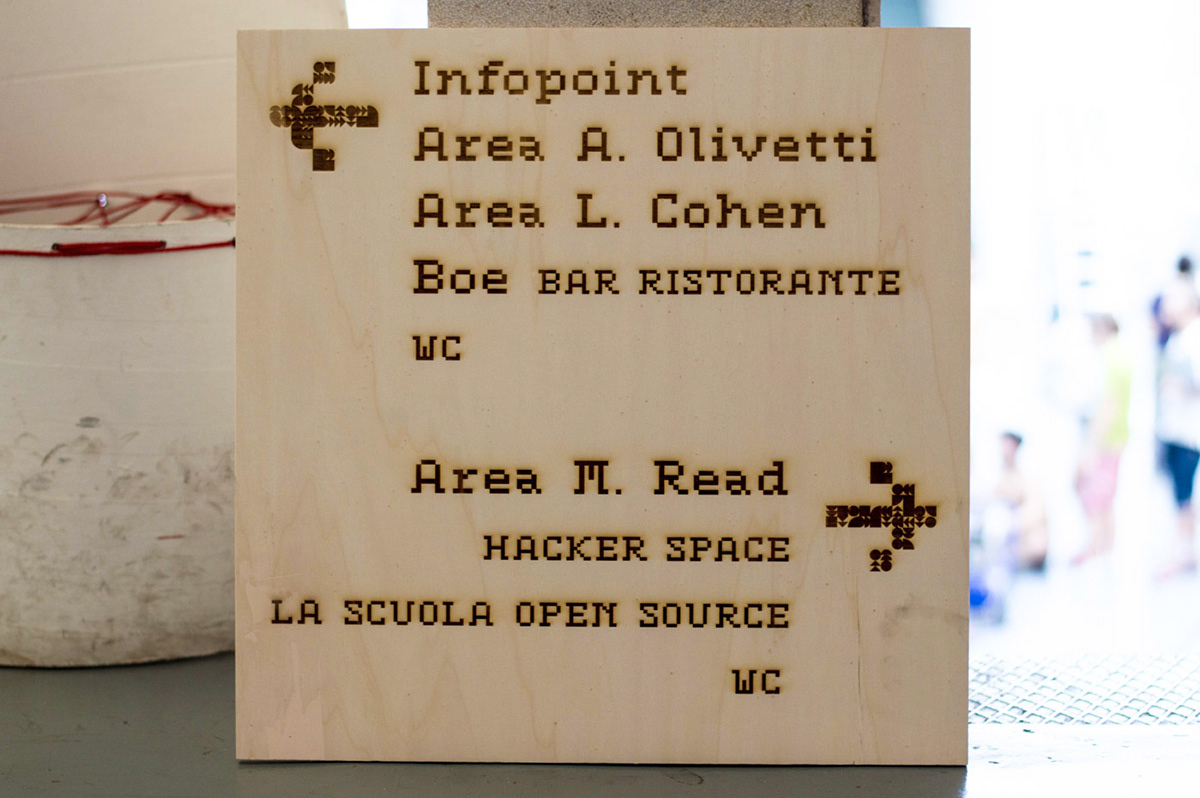 Infopoint
Area A. Olivetti
Area L. Cohen
Boe BAR RISTORANTE
WC
Area M. Read
HACKER SPACE
LA SCUOLA OPEN SOURCE
WC